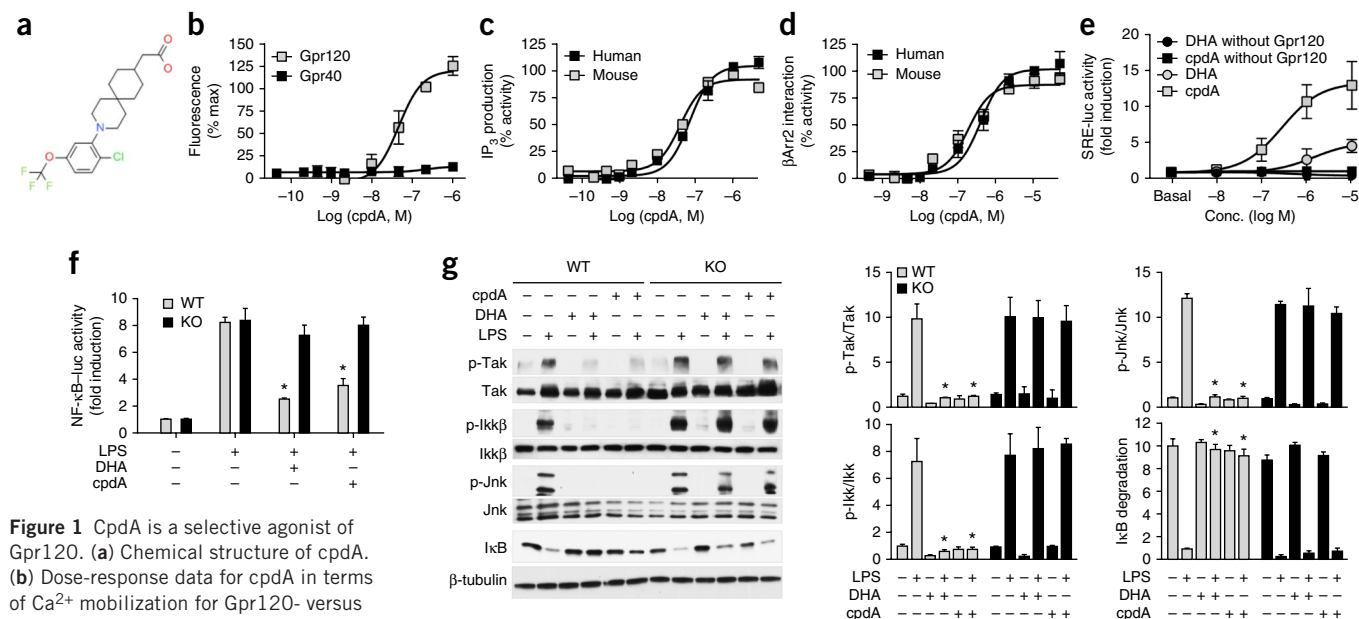 a
O
O
N
O
Cl
F
F
F
b
Gpr120
Gpr40
Fluorescence
(% max)
150
125
100
75
50
25
0
–10 –9 –8 –7 –6
Log (cpdA, M)
c
Human
Mouse
IP3 production
(% activity)
125
100
75
50
25
0
–10 –9 –8 –7 –6
Log (cpdA, M)
d
Human
Mouse
βArr2 interaction
(% activity)
125
100
75
50
25
0
–9 –8 –7 –6 –5
Log (cpdA, M)
e
DHA without Gpr120
cpdA without Gpr120
DHA
cpdA
SRE-luc activity
(fold induction)
20
15
10
5
0
Basal –8 –7 –6 –5
Conc. (log M)
f
WT
KO
NF-κB–luc activity
(fold induction)
10
8
6
4
2
0
* *
LPS – + + +
DHA – – + –
cpdA – – – +
g
WT KO
cpdA – – – – + + – – – – + +
DHA – – + + – – – – + + – –
LPS – + – + – + – + – + – +
p-Tak
Tak
p-Ikkβ
Ikkβ
p-Jnk
Jnk
IκB
β-tubulin
WT
KO
p-Tak/Tak
15
10
5
0
* *
p-Jnk/Jnk
15
10
5
0
* *
p-Ikk/Ikk
8
6
4
2
0
* *
LPS – + – + – + – + – + – +
DHA – – + + – – – – + + – –
cpdA – – – – + + – – – – + +
IκB degradation
12
10
8
6
4
2
0
* *
LPS – + – + – + – + – + – +
DHA – – + + – – – – + + – –
cpdA – – – – + + – – – – + +
Figure 1 CpdA is a selective agonist of
Gpr120. (a) Chemical structure of cpdA.
(b) Dose-response data for cpdA in terms
of Ca2+ mobilization for Gpr120- versus